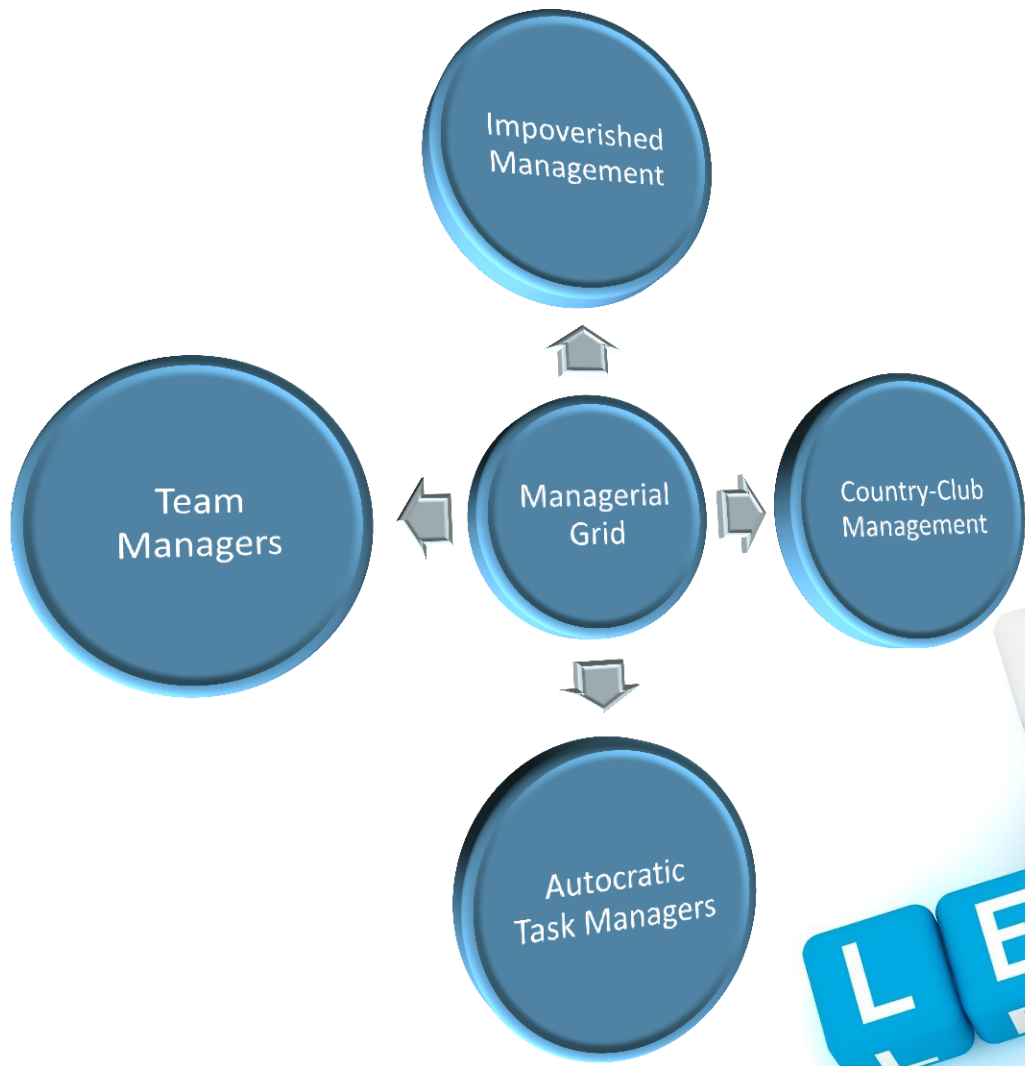 Impoverished
Management
Team
Managers
Managerial
Grid
Country-Club
Management
Autocratic
Task Managers
L E